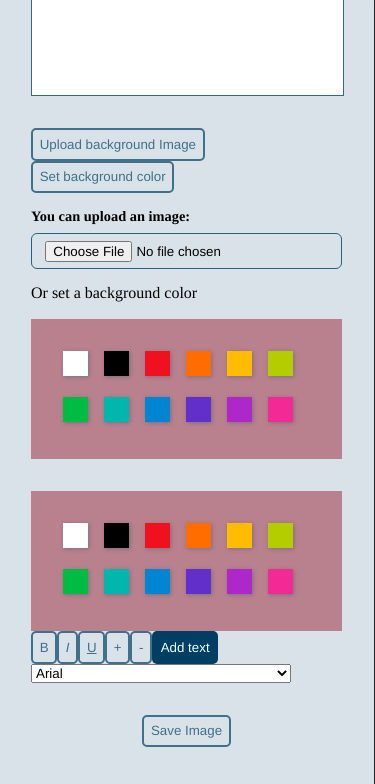 Upload background Image
Set background color
You can upload an image:
Choose File No file chosen
Or set a background color
B I U + - Add text
Arial
Save Image